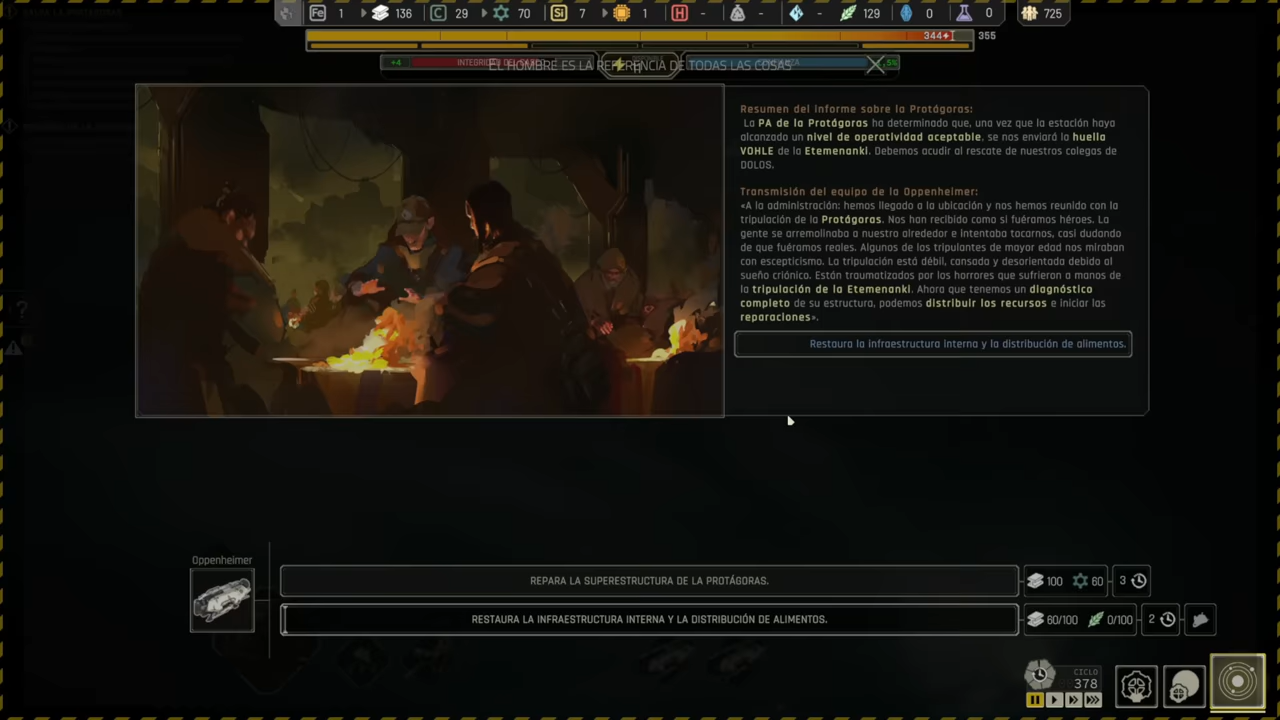 Fe 1 136 C 29 70 Si 7 1 H - - - 129 0 0 725
344 355
+4
EL HOMBRE ES LA REFERENCIA DE TODAS LAS COSAS
5%
Resumen del informe sobre la Protágoras:
La PA de la Protágoras ha determinado que, una vez que la estación haya
alcanzado un nivel de operatividad aceptable, se nos enviará la huella
VOHLE de la Etemenanki. Debemos acudir al rescate de nuestros colegas de
DOLOS.
Transmisión del equipo de la Oppenheimer:
«A la administración: hemos llegado a la ubicación y nos hemos reunido con la
tripulación de la Protágoras. Nos han recibido como si fuéramos héroes. La
gente se arremolinaba a nuestro alrededor e intentaba tocarnos, casi dudando
de que fuéramos reales. Algunos de los tripulantes de mayor edad nos miraban
con escepticismo. La tripulación está débil, cansada y desorientada debido al
sueño criónico. Están traumatizados por los horrores que sufrieron a manos de
la tripulación de la Etemenanki. Ahora que tenemos un diagnóstico
completo de su estructura, podemos distribuir los recursos e iniciar las
reparaciones».
Restaura la infraestructura interna y la distribución de alimentos.
Oppenheimer
REPARA LA SUPERESTRUCTURA DE LA PROTÁGORAS. 100 60 3
RESTAURA LA INFRAESTRUCTURA INTERNA Y LA DISTRIBUCIÓN DE ALIMENTOS. 60/100 0/100 2
CICLO
378